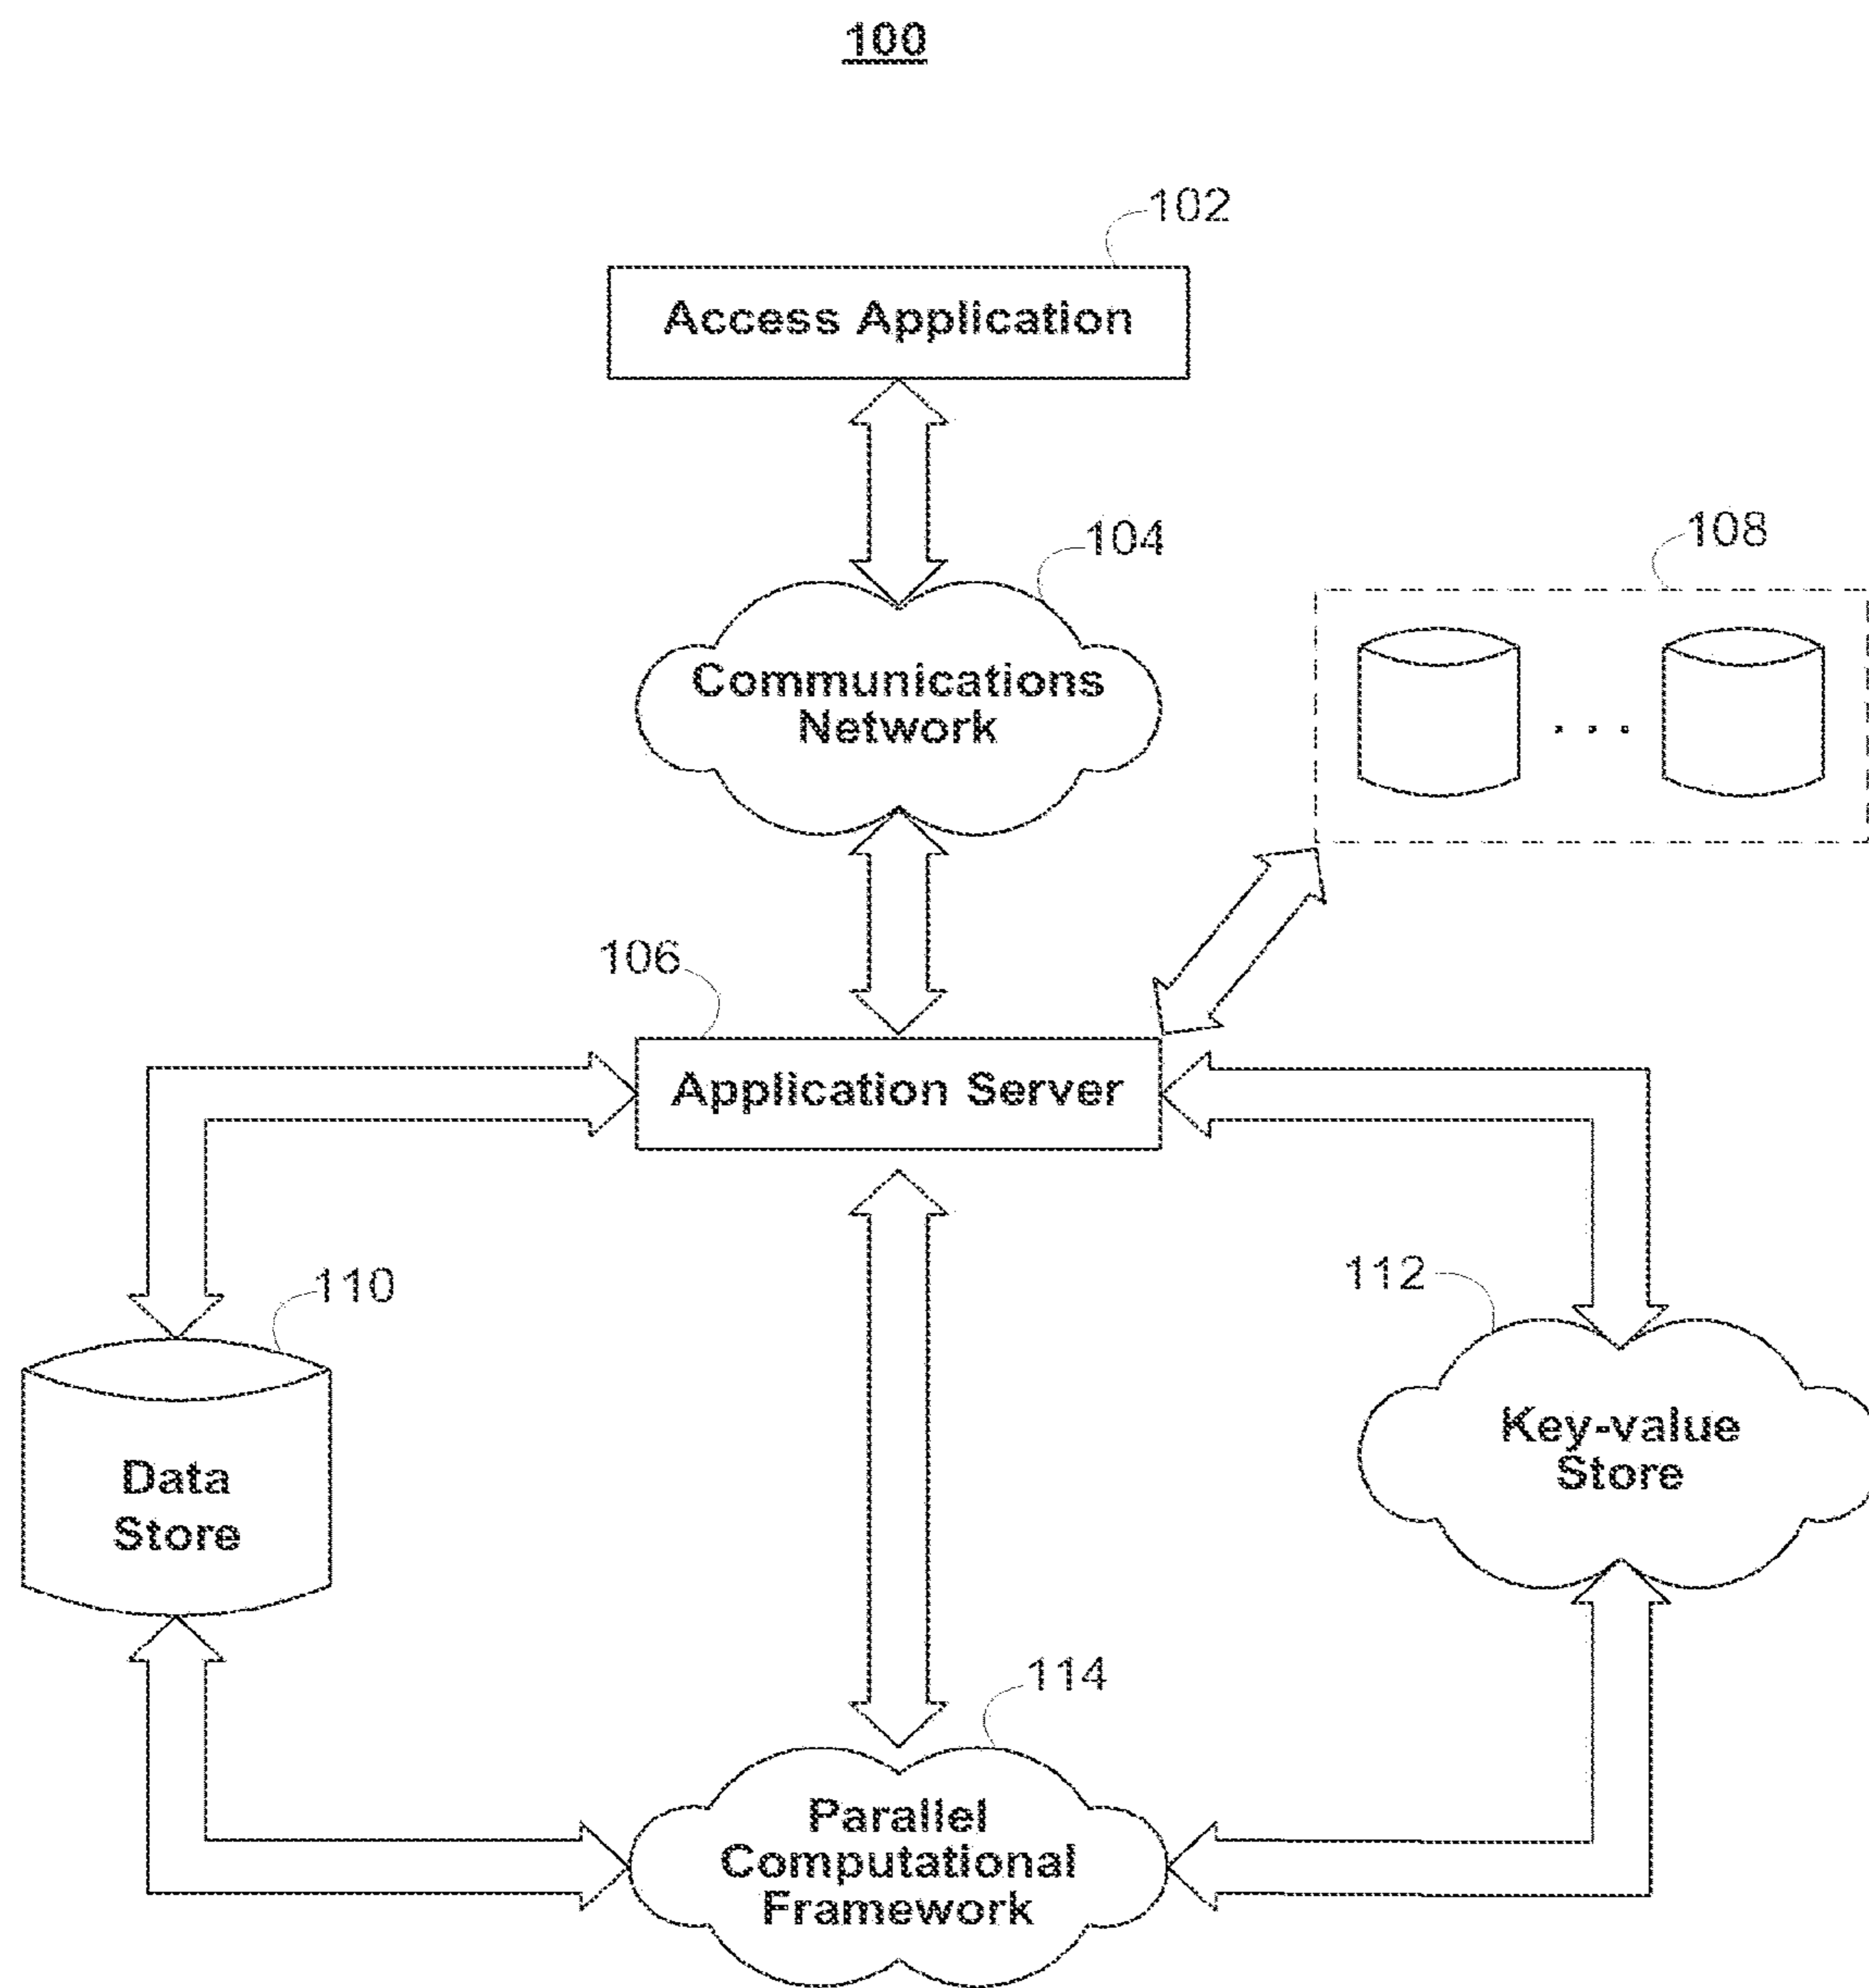 100
102
Access Application
104
108
Communications
Network
. . .
106
Application Server
110
112
Data
Store
Key-value
Store
114
Parallel
Computational
Framework